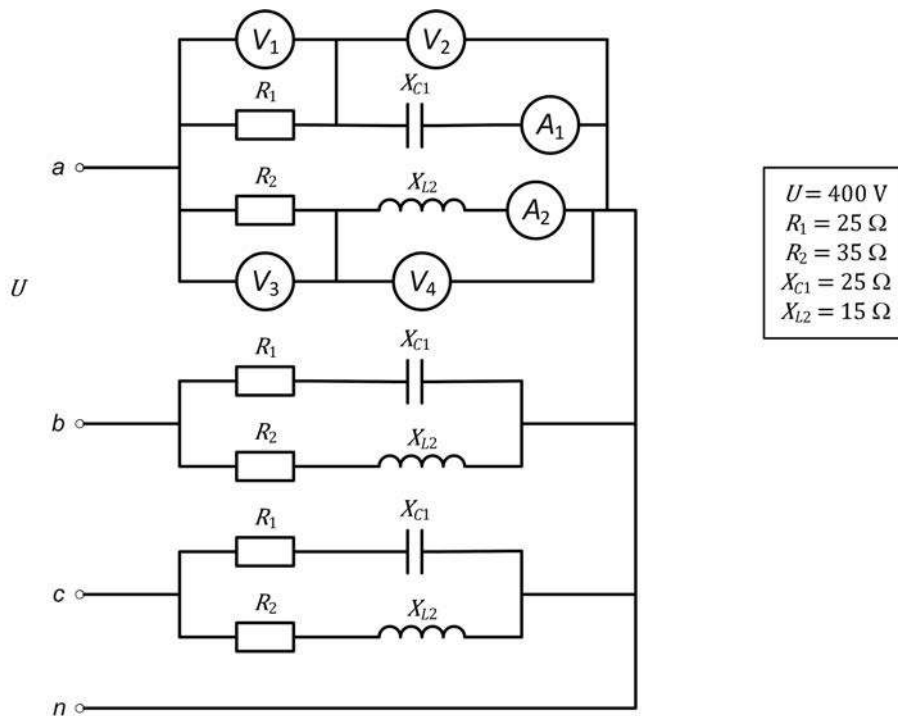 V1 V2
R1 XC1
A1
a
R2 XL2
A2
V3 V4
U
R1 XC1
b
R2 XL2
R1 XC1
c
R2 XL2
n
U = 400 V
R1 = 25 Ω
R2 = 35 Ω
XC1 = 25 Ω
XL2 = 15 Ω